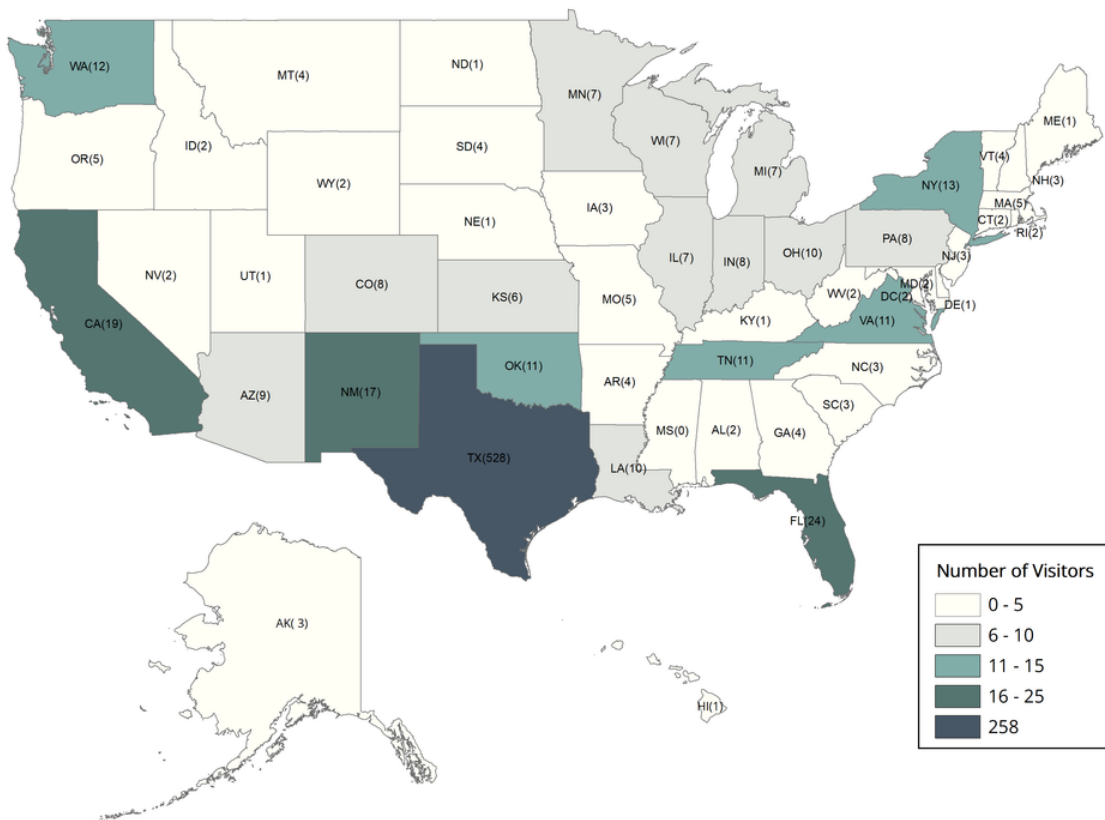 WA(12)
MT(4)
ND(1)
MN(7)
ME(1)
OR(5)
ID(2)
SD(4)
WI(7)
MI(7)
VT(4)
NH(3)
NY(13)
WY(2)
MA(5)
CT(2)
RI(2)
NE(1)
IA(3)
PA(8)
NJ(3)
NV(2)
UT(1)
CO(8)
IL(7)
IN(8)
OH(10)
MD(2)
DC(2)
DE(1)
KS(6)
MO(5)
WV(2)
CA(19)
KY(1)
VA(11)
AZ(9)
NM(17)
OK(11)
AR(4)
TN(11)
NC(3)
SC(3)
MS(0)
AL(2)
GA(4)
TX(528)
LA(10)
FL(24)
AK( 3)
HI(1)
Number of Visitors
0 - 5
6 - 10
11 - 15
16 - 25
258